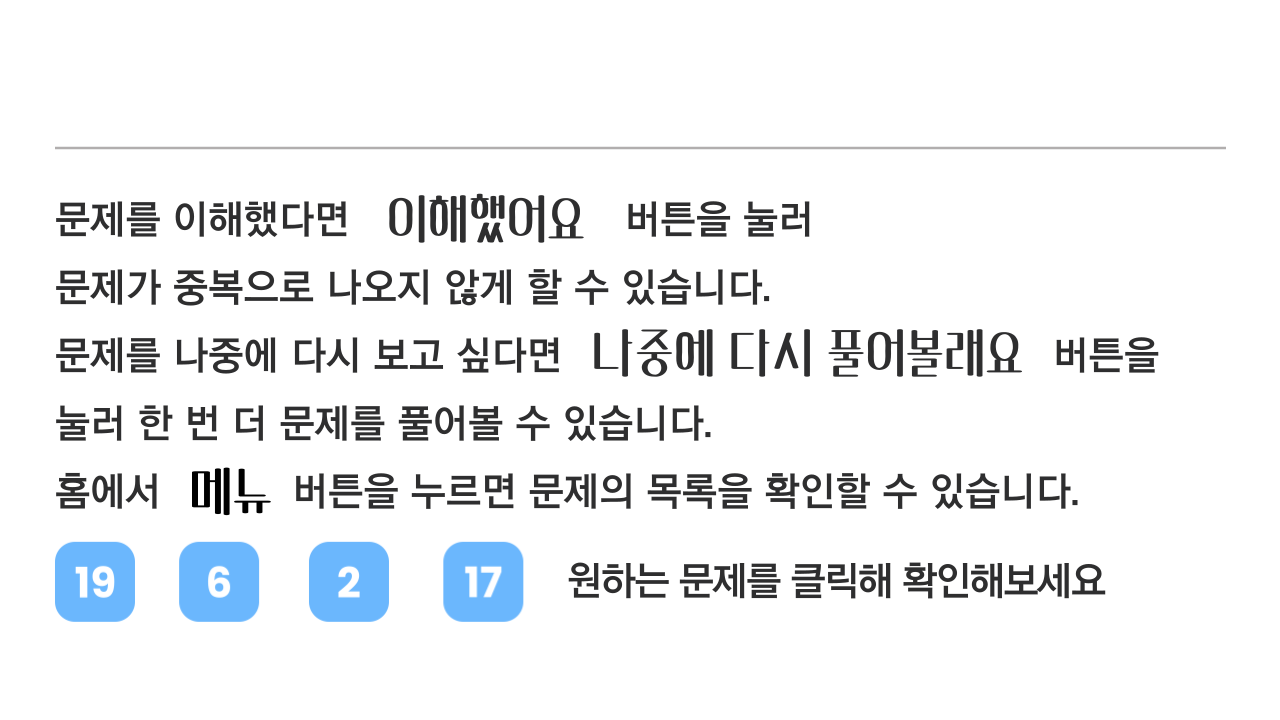 문제를 이해했다면 이해했어요 버튼을 눌러
문제가 중복으로 나오지 않게 할 수 있습니다.
문제를 나중에 다시 보고 싶다면 나중에 다시 풀어볼래요 버튼을
눌러 한 번 더 문제를 풀어볼 수 있습니다.
홈에서 메뉴 버튼을 누르면 문제의 목록을 확인할 수 있습니다.
19 6 2 17 원하는 문제를 클릭해 확인해보세요